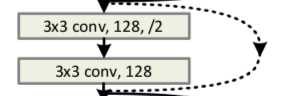 3x3 conv, 128, /2
3x3 conv, 128